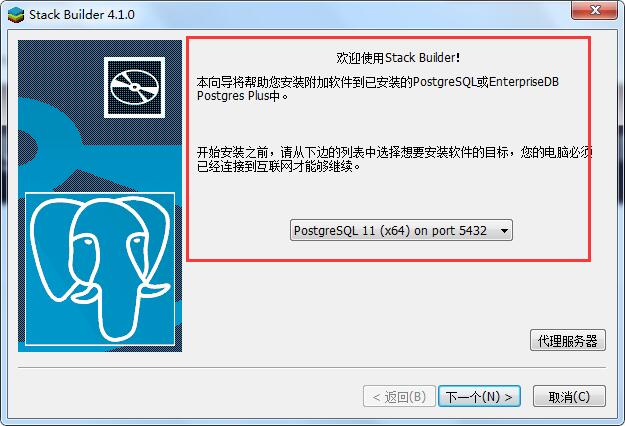 Stack Builder 4.1.0
欢迎使用Stack Builder!
本向导将帮助您安装附加软件到已安装的PostgreSQL或EnterpriseDB
Postgres Plus中。
开始安装之前，请从下边的列表中选择想要安装软件的目标，您的电脑必须
已经连接到互联网才能够继续。
PostgreSQL 11 (x64) on port 5432
代理服务器
< 返回(B)
下一个(N) >
取消(C)